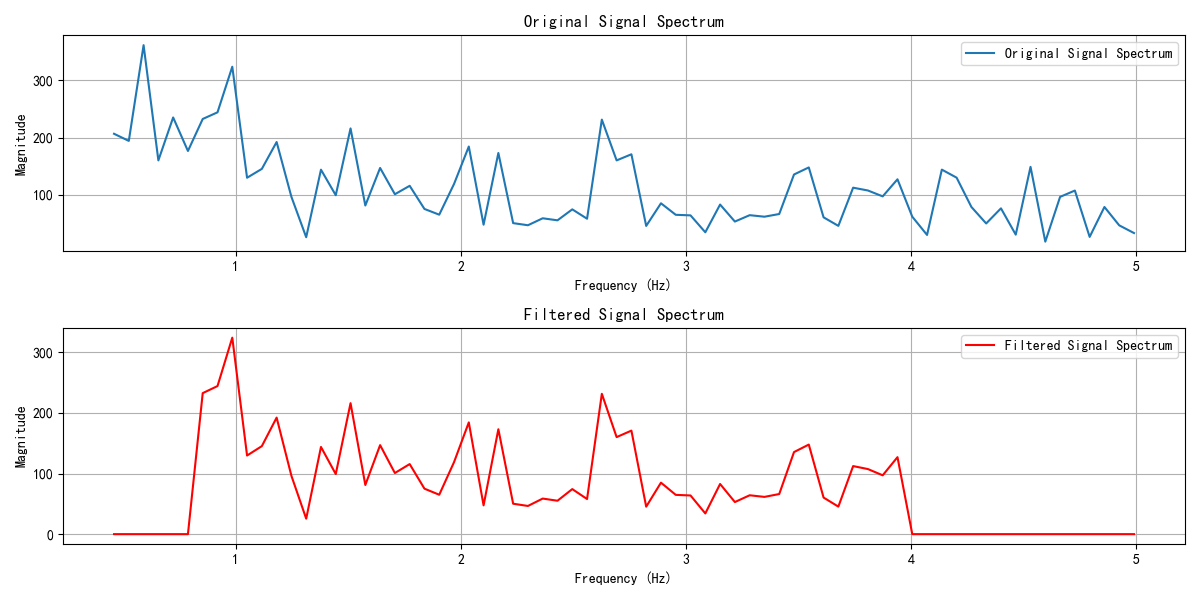 Original Signal Spectrum
Original Signal Spectrum
Magnitude
300
200
100
1 2 3 4 5
Frequency (Hz)
Filtered Signal Spectrum
Filtered Signal Spectrum
Magnitude
300
200
100
0
1 2 3 4 5
Frequency (Hz)